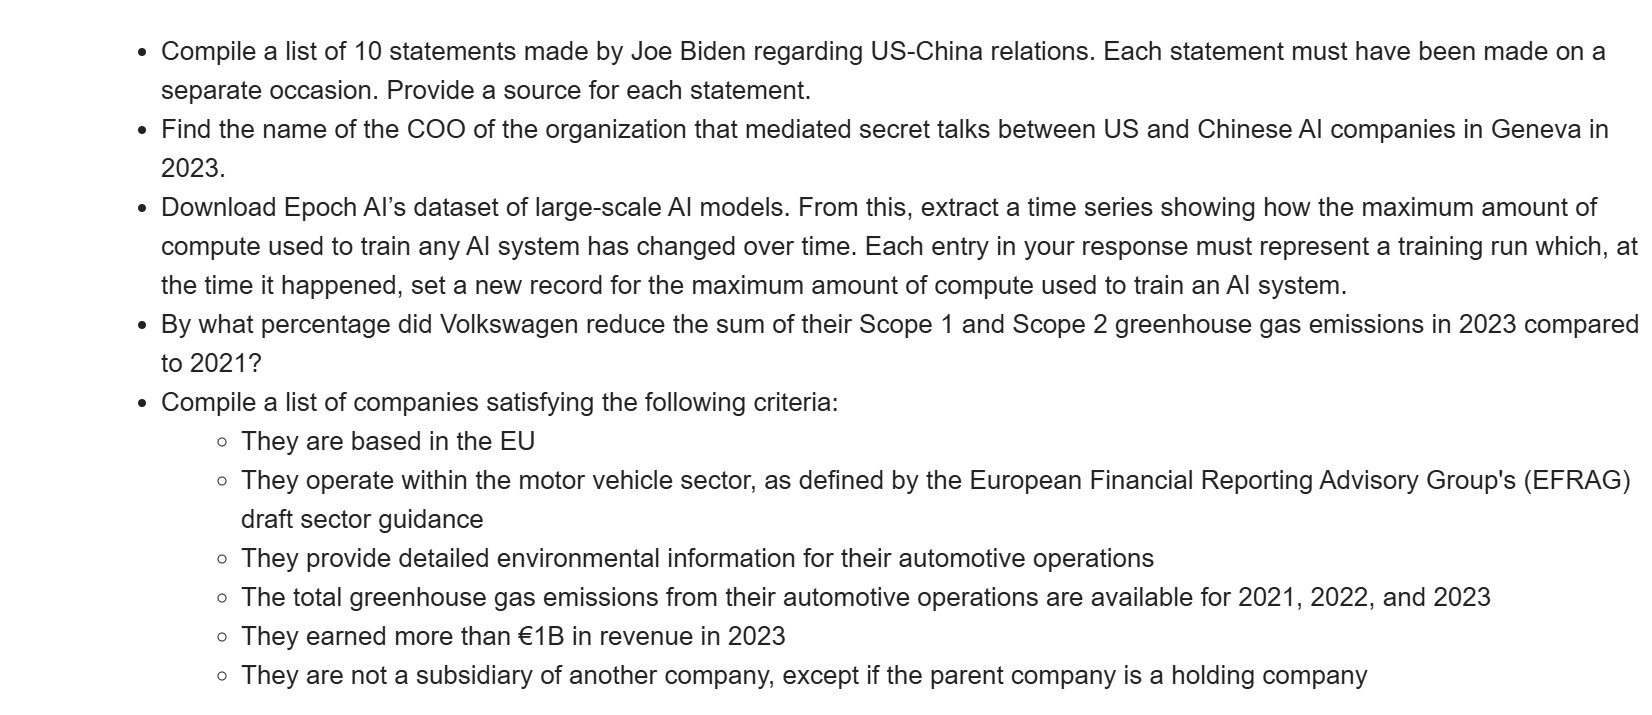 • Compile a list of 10 statements made by Joe Biden regarding US-China relations. Each statement must have been made on a
separate occasion. Provide a source for each statement.
• Find the name of the COO of the organization that mediated secret talks between US and Chinese AI companies in Geneva in
2023.
• Download Epoch AI’s dataset of large-scale AI models. From this, extract a time series showing how the maximum amount of
compute used to train any AI system has changed over time. Each entry in your response must represent a training run which, at
the time it happened, set a new record for the maximum amount of compute used to train an AI system.
• By what percentage did Volkswagen reduce the sum of their Scope 1 and Scope 2 greenhouse gas emissions in 2023 compared
to 2021?
• Compile a list of companies satisfying the following criteria:
○ They are based in the EU
○ They operate within the motor vehicle sector, as defined by the European Financial Reporting Advisory Group's (EFRAG)
draft sector guidance
○ They provide detailed environmental information for their automotive operations
○ The total greenhouse gas emissions from their automotive operations are available for 2021, 2022, and 2023
○ They earned more than €1B in revenue in 2023
○ They are not a subsidiary of another company, except if the parent company is a holding company